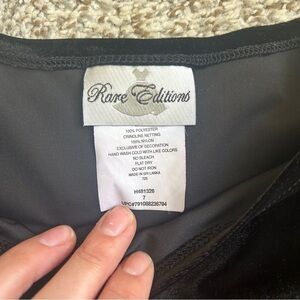 Rare Editions
100% POLYESTER
CRINOLINE NETTING
100% NYLON
EXCLUSIVE OF DECORATION
HAND WASH COLD WITH LIKE COLORS
NO BLEACH
FLAT DRY
DO NOT IRON
MADE IN SRI LANKA
H481328
7